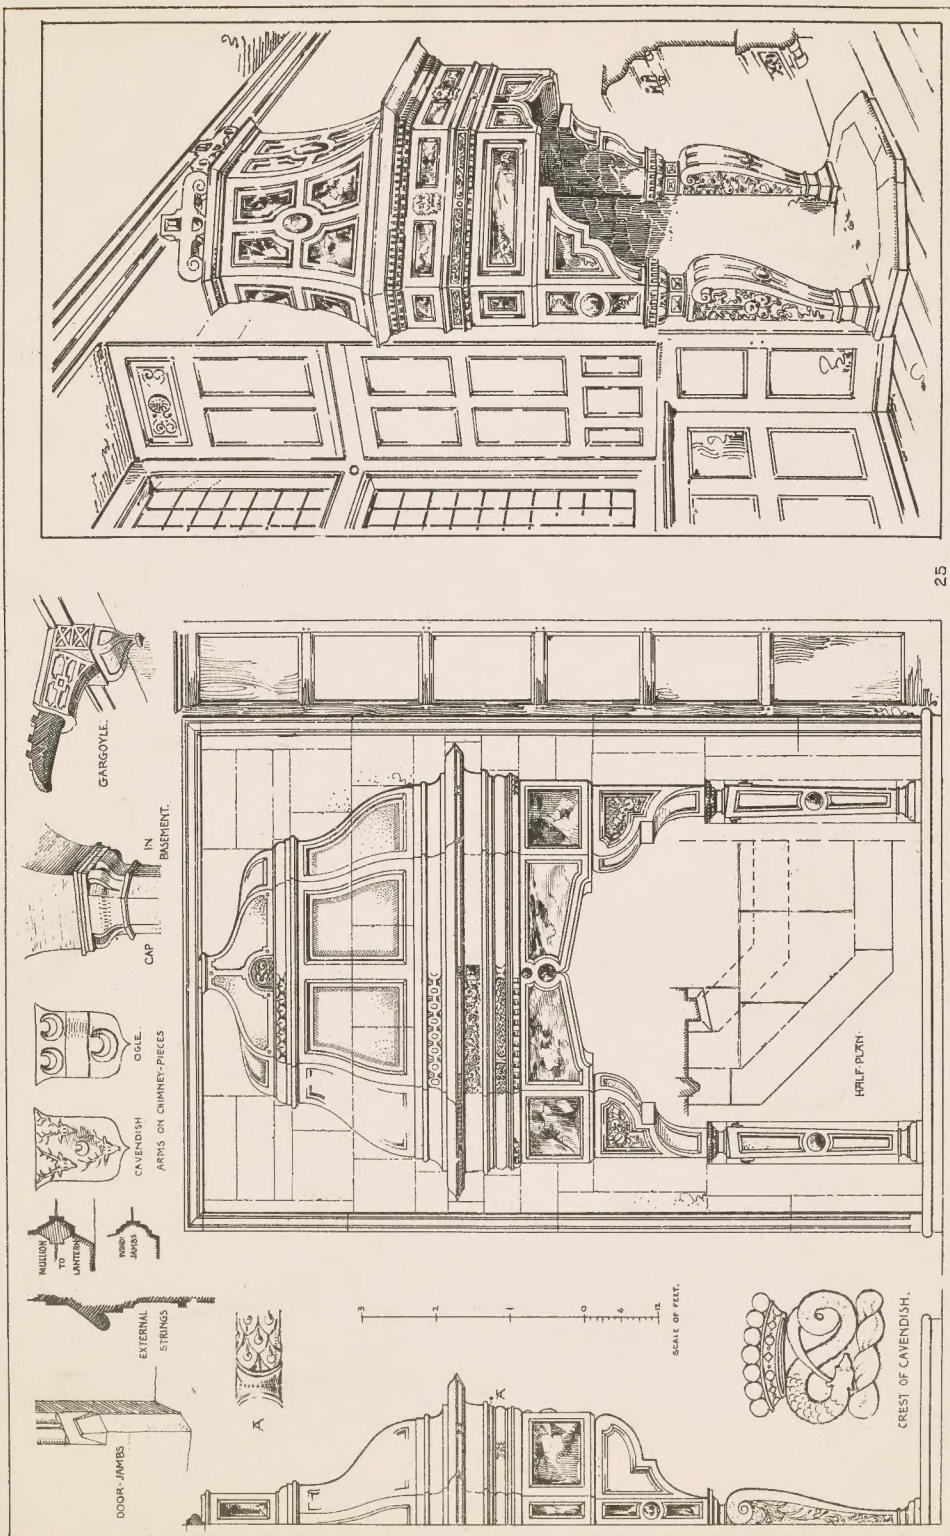 GARGOYLE.
CAP
IN
BASEMENT.
OGLE.
CAVENDISH
ARMS ON CHIMNEY-PIECES
MULLION
TO
LANTERN
WIND:
JAMBS
EXTERNAL
STRINGS
DOOR-JAMBS
A
A
3
2
1
0
6
12
SCALE OF FEET.
HALF-PLAN.
CREST OF CAVENDISH.
25